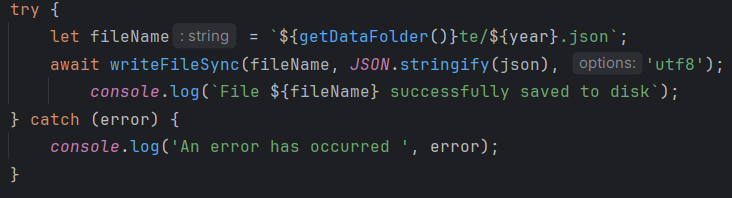 try {
let fileName : string = `${getDataFolder()}te/${year}.json`;
await writeFileSync(fileName, JSON.stringify(json), options: 'utf8');
console.log(`File ${fileName} successfully saved to disk`);
} catch (error) {
console.log('An error has occurred ', error);
}